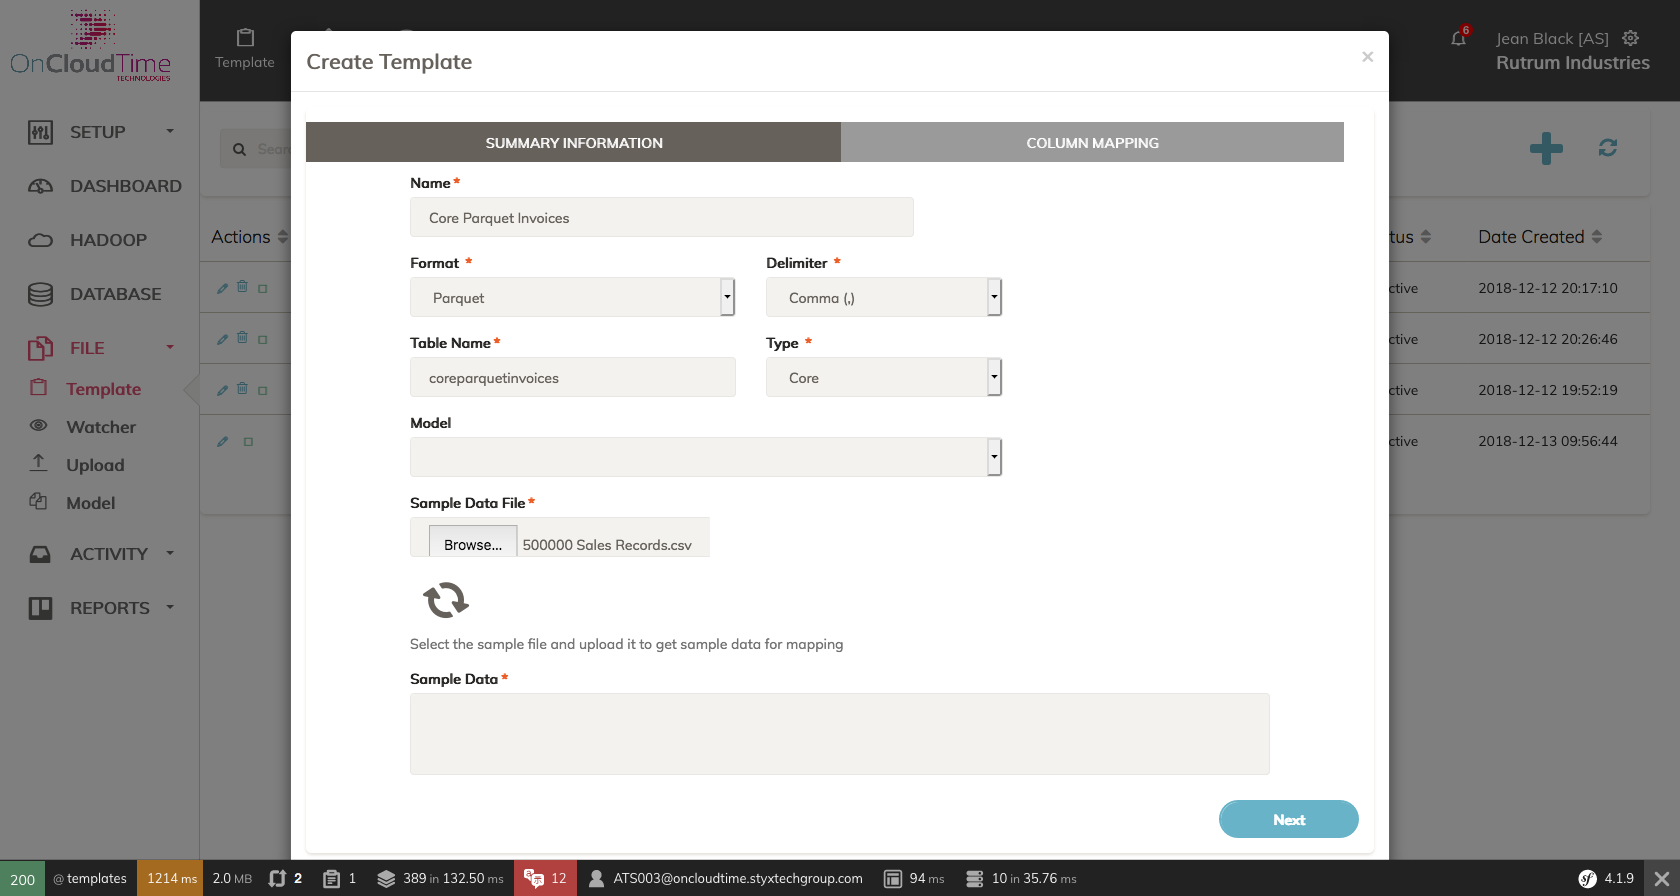 OnCloudTime
TECHNOLOGIES
Template
Jean Black [AS]
6
Rutrum Industries
SETUP
DASHBOARD
HADOOP
DATABASE
FILE
Template
Watcher
Upload
Model
ACTIVITY
REPORTS
Sear
Actions
tus
Date Created
ctive
2018-12-12 20:17:10
ctive
2018-12-12 20:26:46
ctive
2018-12-12 19:52:19
ctive
2018-12-13 09:56:44
Create Template
×
SUMMARY INFORMATION
COLUMN MAPPING
Name *
Core Parquet Invoices
Format *
Delimiter *
Parquet
Comma (,)
Table Name *
Type *
coreparquetinvoices
Core
Model
Sample Data File *
Browse... 500000 Sales Records.csv
Select the sample file and upload it to get sample data for mapping
Sample Data *
Next
200 @ templates 1214 ms 2.0 MB 2 1 389 in 132.50 ms 12 ATS003@oncloudtime.styxtechgroup.com 94 ms 10 in 35.76 ms sf 4.1.9